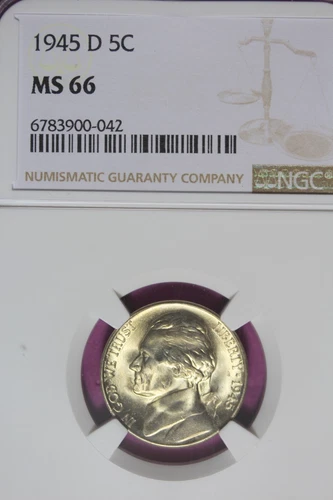 1945 D 5C
MS 66
6783900-042
NUMISMATIC GUARANTY COMPANY
NGC
IN GOD WE TRUST
LIBERTY ★ 1945